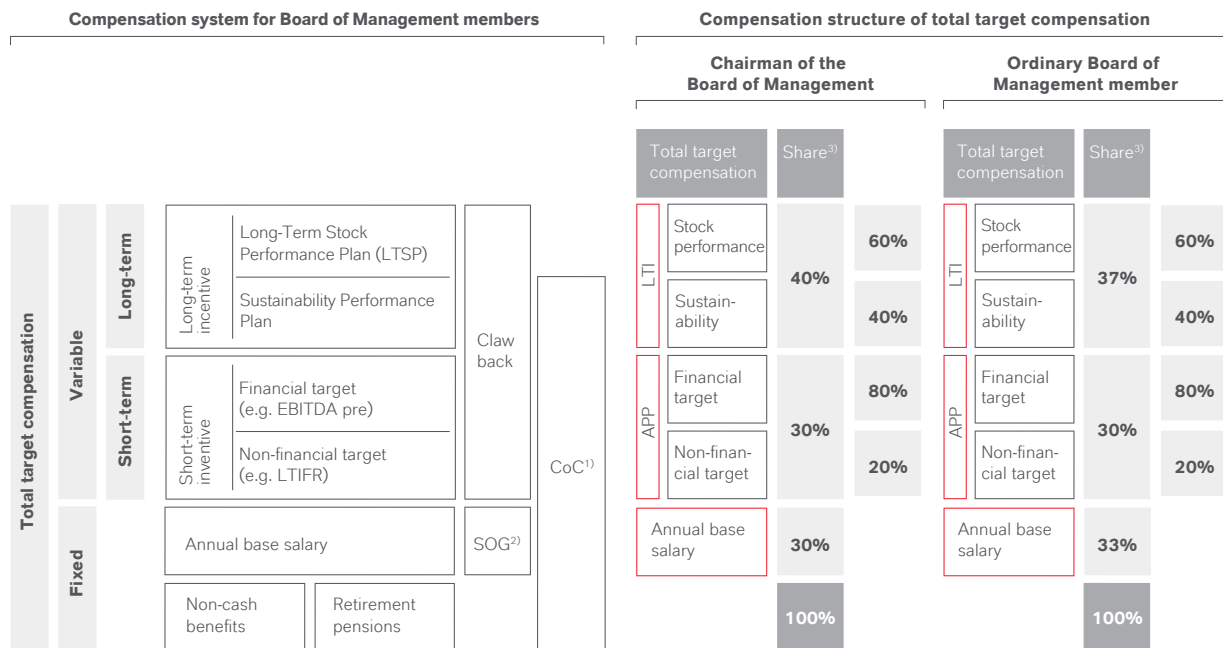 Compensation system for Board of Management members
Total target compensation
Variable
Fixed
Long-term
Short-term
Long-term
incentive
Long-Term Stock
Performance Plan (LTSP)
Sustainability Performance
Plan
Short-term
inventive
Financial target
(e.g. EBITDA pre)
Non-financial target
(e.g. LTIFR)
Annual base salary
Non-cash
benefits
Retirement
pensions
Claw
back
SOG2)
CoC1)
Compensation structure of total target compensation
Chairman of the
Board of Management
Total target
compensation
Share3)
LTI
Stock
performance
60%
40%
Sustain-
ability
40%
APP
Financial
target
80%
30%
Non-finan-
cial target
20%
Annual base
salary
30%
100%
Ordinary Board of
Management member
Total target
compensation
Share3)
LTI
Stock
performance
60%
37%
Sustain-
ability
40%
APP
Financial
target
80%
30%
Non-finan-
cial target
20%
Annual base
salary
33%
100%